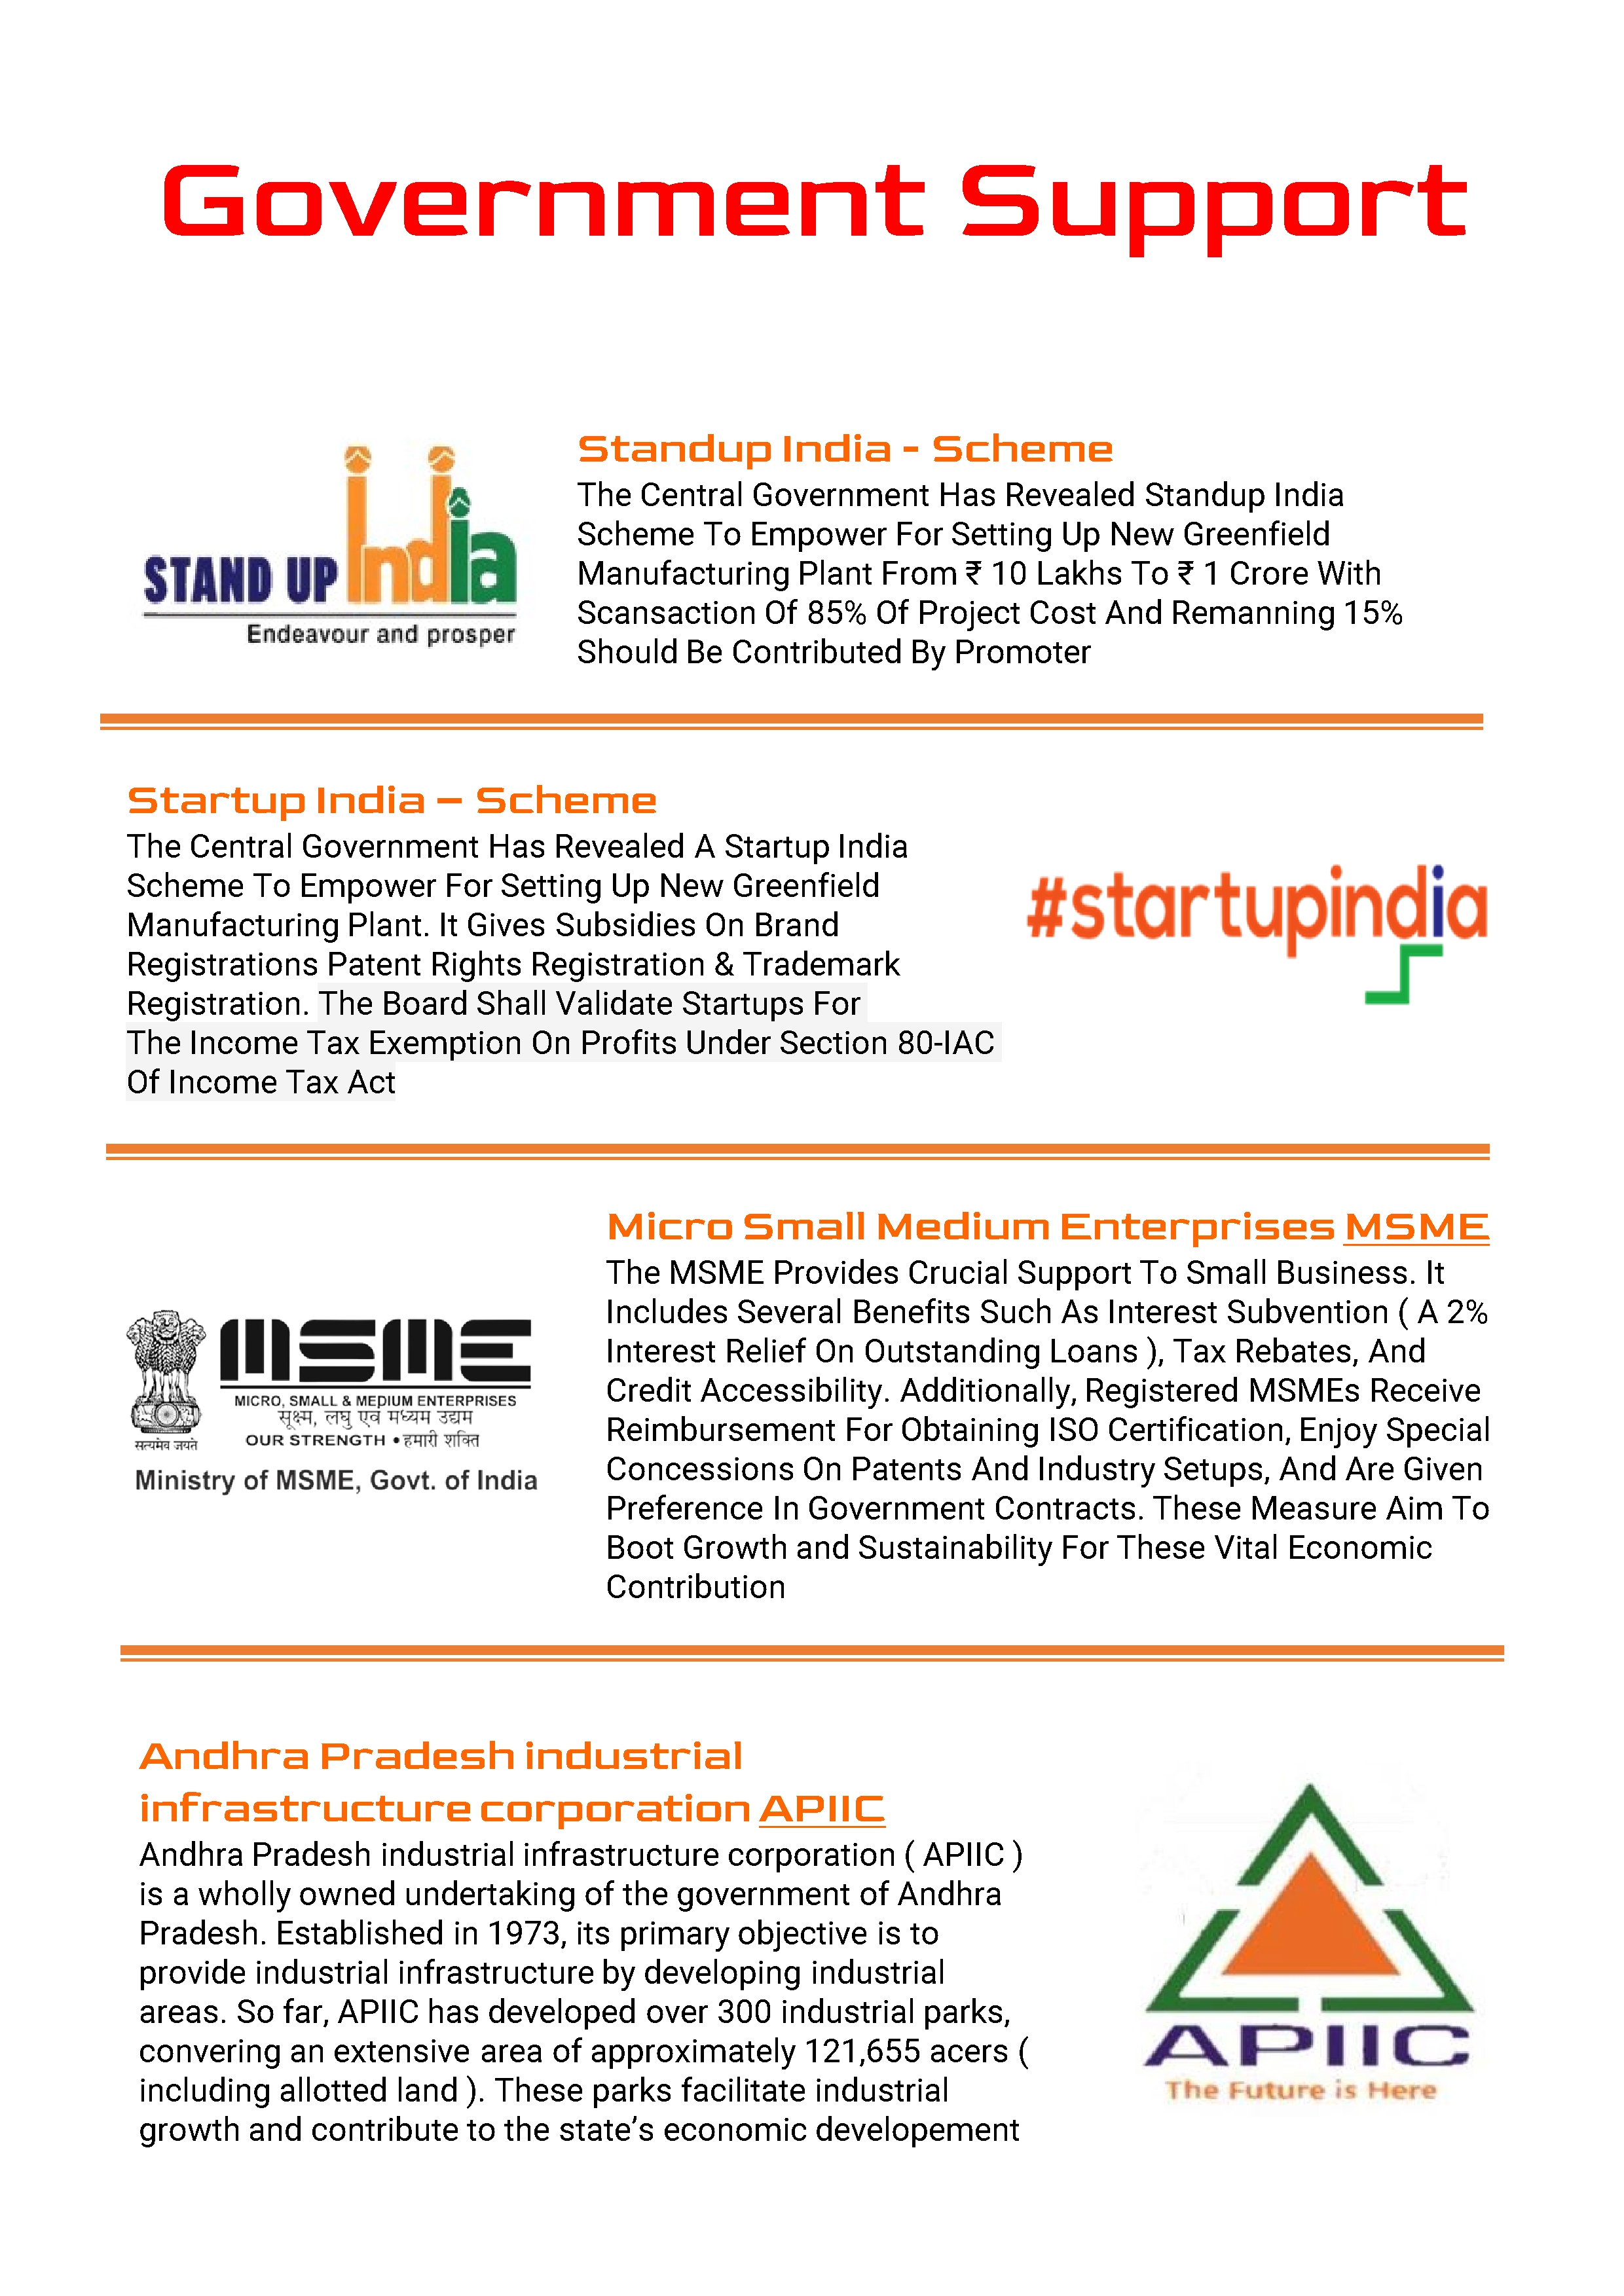 Government Support
STAND UP India
Endeavour and prosper
Standup India - Scheme
The Central Government Has Revealed Standup India
Scheme To Empower For Setting Up New Greenfield
Manufacturing Plant From ₹ 10 Lakhs To ₹ 1 Crore With
Scansaction Of 85% Of Project Cost And Remanning 15%
Should Be Contributed By Promoter
Startup India – Scheme
The Central Government Has Revealed A Startup India
Scheme To Empower For Setting Up New Greenfield
Manufacturing Plant. It Gives Subsidies On Brand
Registrations Patent Rights Registration & Trademark
Registration. The Board Shall Validate Startups For
The Income Tax Exemption On Profits Under Section 80-IAC
Of Income Tax Act
#startupindia
MSME
MICRO, SMALL & MEDIUM ENTERPRISES
सूक्ष्म, लघु एवं मध्यम उद्यम
सत्यमेव जयते
OUR STRENGTH • हमारी शक्ति
Ministry of MSME, Govt. of India
Micro Small Medium Enterprises MSME
The MSME Provides Crucial Support To Small Business. It
Includes Several Benefits Such As Interest Subvention ( A 2%
Interest Relief On Outstanding Loans ), Tax Rebates, And
Credit Accessibility. Additionally, Registered MSMEs Receive
Reimbursement For Obtaining ISO Certification, Enjoy Special
Concessions On Patents And Industry Setups, And Are Given
Preference In Government Contracts. These Measure Aim To
Boot Growth and Sustainability For These Vital Economic
Contribution
Andhra Pradesh industrial
infrastructure corporation APIIC
Andhra Pradesh industrial infrastructure corporation ( APIIC )
is a wholly owned undertaking of the government of Andhra
Pradesh. Established in 1973, its primary objective is to
provide industrial infrastructure by developing industrial
areas. So far, APIIC has developed over 300 industrial parks,
convering an extensive area of approximately 121,655 acers (
including allotted land ). These parks facilitate industrial
growth and contribute to the state’s economic developement
APIIC
The Future is Here